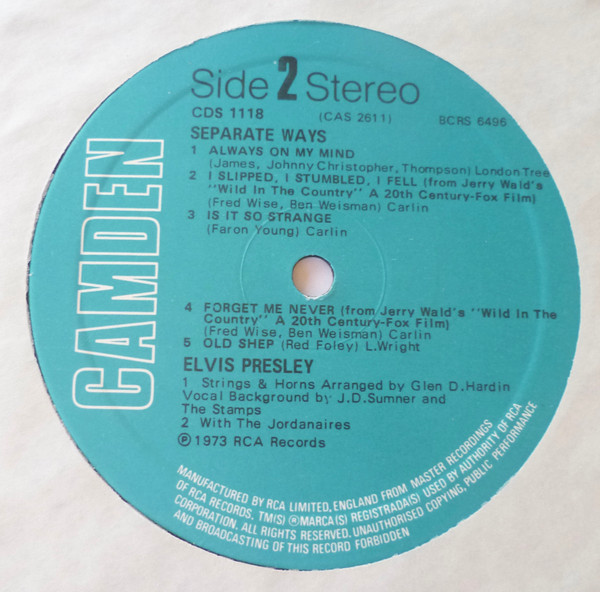 CAMDEN
Side 2 Stereo
CDS 1118 (CAS 2611) BCRS 6496
SEPARATE WAYS
1 ALWAYS ON MY MIND
(James, Johnny Christopher, Thompson) London Tree
2 I SLIPPED, I STUMBLED, I FELL (from Jerry Wald's
"Wild In The Country" A 20th Century-Fox Film)
(Fred Wise, Ben Weisman) Carlin
3 IS IT SO STRANGE
(Faron Young) Carlin
4 FORGET ME NEVER (from Jerry Wald's "Wild In The
Country" A 20th Century-Fox Film)
(Fred Wise, Ben Weisman) Carlin
5 OLD SHEP (Red Foley) L.Wright
ELVIS PRESLEY
1 Strings & Horns Arranged by Glen D.Hardin
Vocal Background by J.D.Sumner and
The Stamps
2 With The Jordanaires
℗ 1973 RCA Records
MANUFACTURED BY RCA LIMITED, ENGLAND FROM MASTER RECORDINGS
OF RCA RECORDS. TM(S) ® MARCA(S) REGISTRADA(S) USED BY AUTHORITY OF RCA
CORPORATION. ALL RIGHTS RESERVED. UNAUTHORISED COPYING, PUBLIC PERFORMANCE
AND BROADCASTING OF THIS RECORD FORBIDDEN